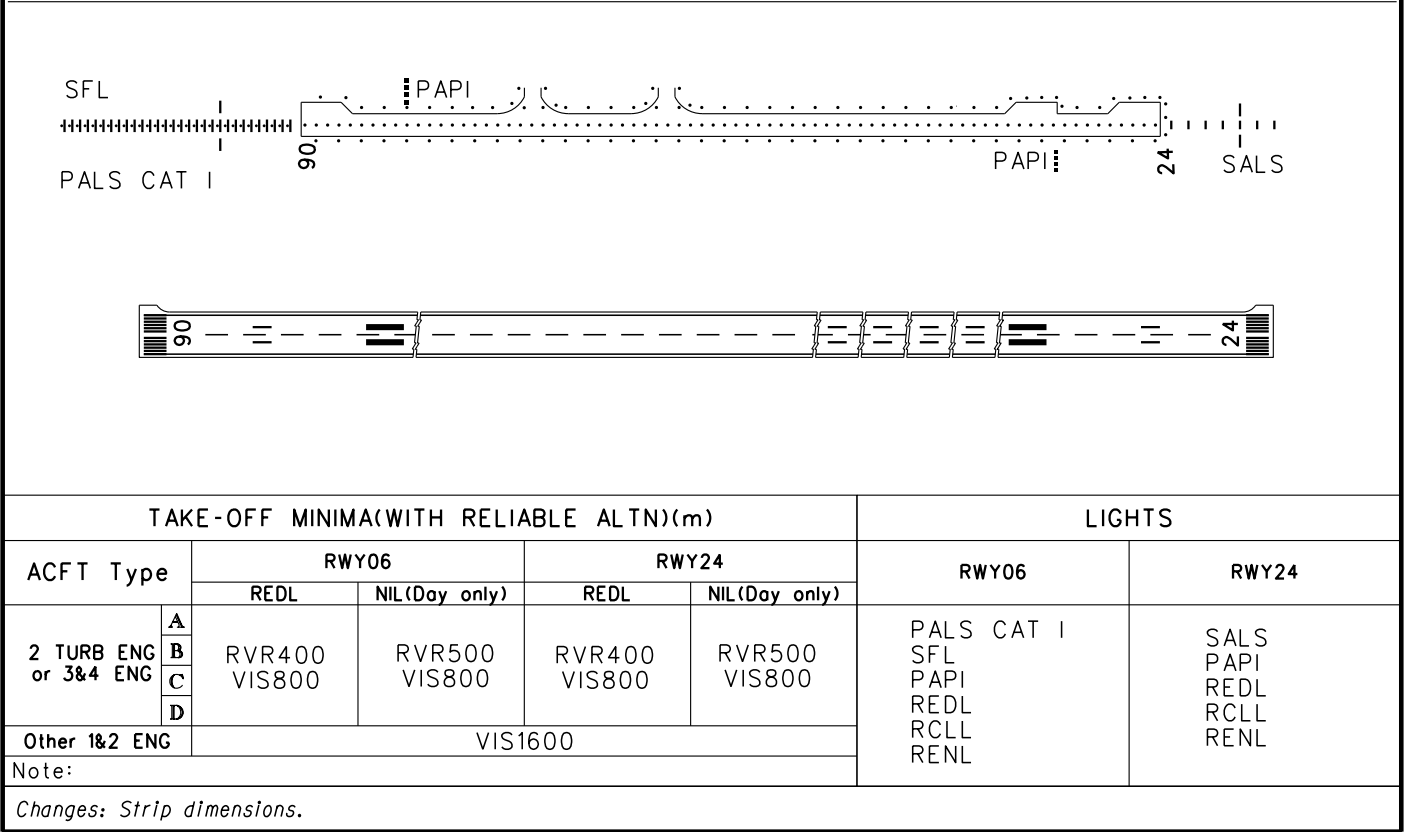 SFL
PAPI
PALS CAT I
06
PAPI
24
SALS
06
24
TAKE-OFF MINIMA(WITH RELIABLE ALTN)(m)
LIGHTS
ACFT Type
RWY06
RWY24
RWY06
RWY24
REDL
NIL(Day only)
REDL
NIL(Day only)
2 TURB ENG
or 3&4 ENG
A
B
C
D
RVR400
VIS800
RVR500
VIS800
RVR400
VIS800
RVR500
VIS800
PALS CAT I
SFL
PAPI
REDL
RCLL
RENL
SALS
PAPI
REDL
RCLL
RENL
Other 1&2 ENG
VIS1600
Note:
Changes: Strip dimensions.